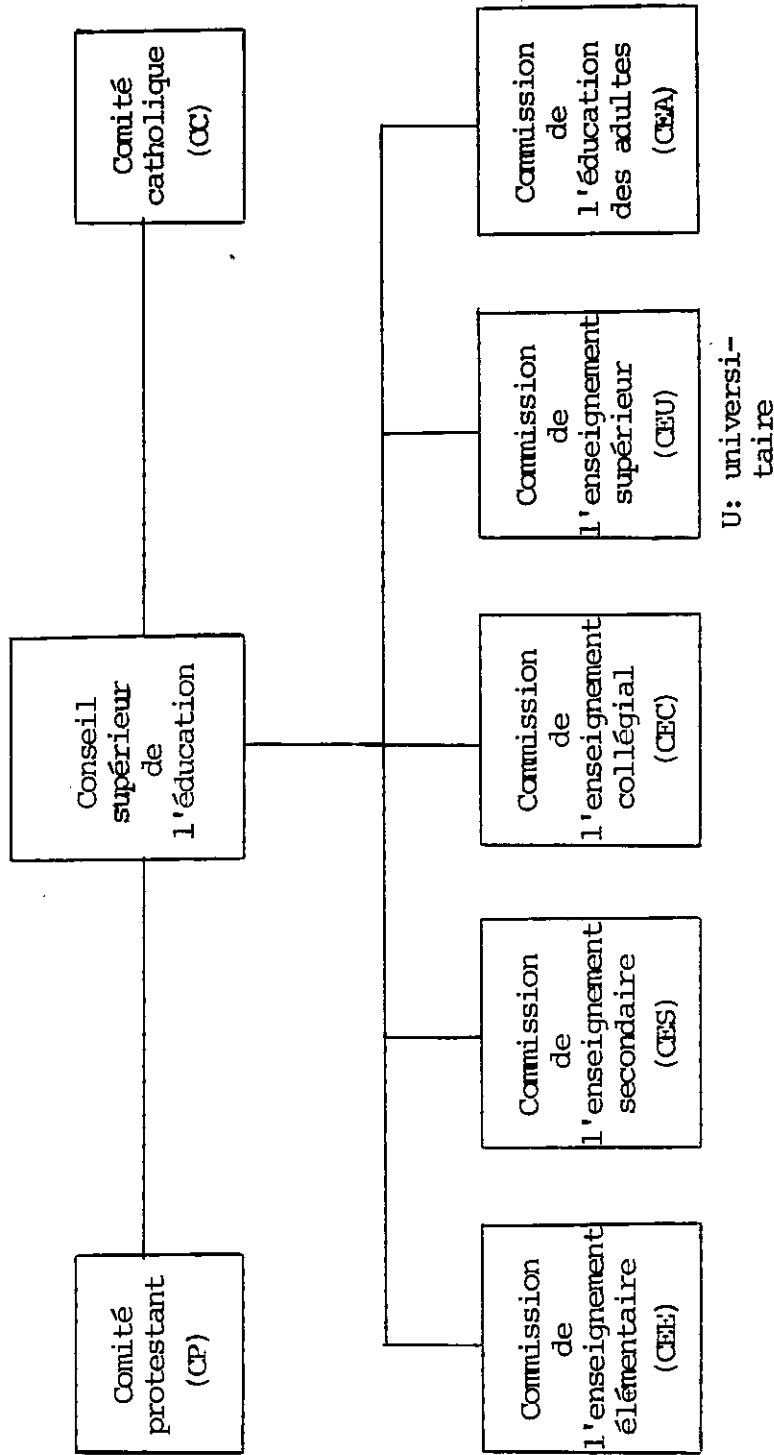 Comité
protestant
(CP)
Conseil
supérieur
de
l'éducation
Comité
catholique
(CC)
Commission
de
l'enseignement
élémentaire
(CEE)
Commission
de
l'enseignement
secondaire
(CES)
Commission
de
l'enseignement
collégial
(CEC)
Commission
de
l'enseignement
supérieur
(CEU)
U: universi-
taire
Commission
de
l'éducation
des adultes
(CEA)